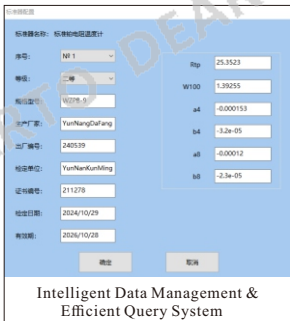 标准器配置
标准器名称: 标准铂电阻温度计
序号: № 1
等级: 二等
规格型号: WZPB-9
生产厂家: YunNangDaFang
出厂编号: 240539
检定单位: YunNanKunMing
证书编号: 211278
检定日期: 2024/10/29
有效期: 2026/10/28
Rtp 25.3523
W100 1.39255
a4 -0.000153
b4 -3.2e-05
a8 -0.00012
b8 -2.3e-05
确定 取消
Intelligent Data Management &
Efficient Query System